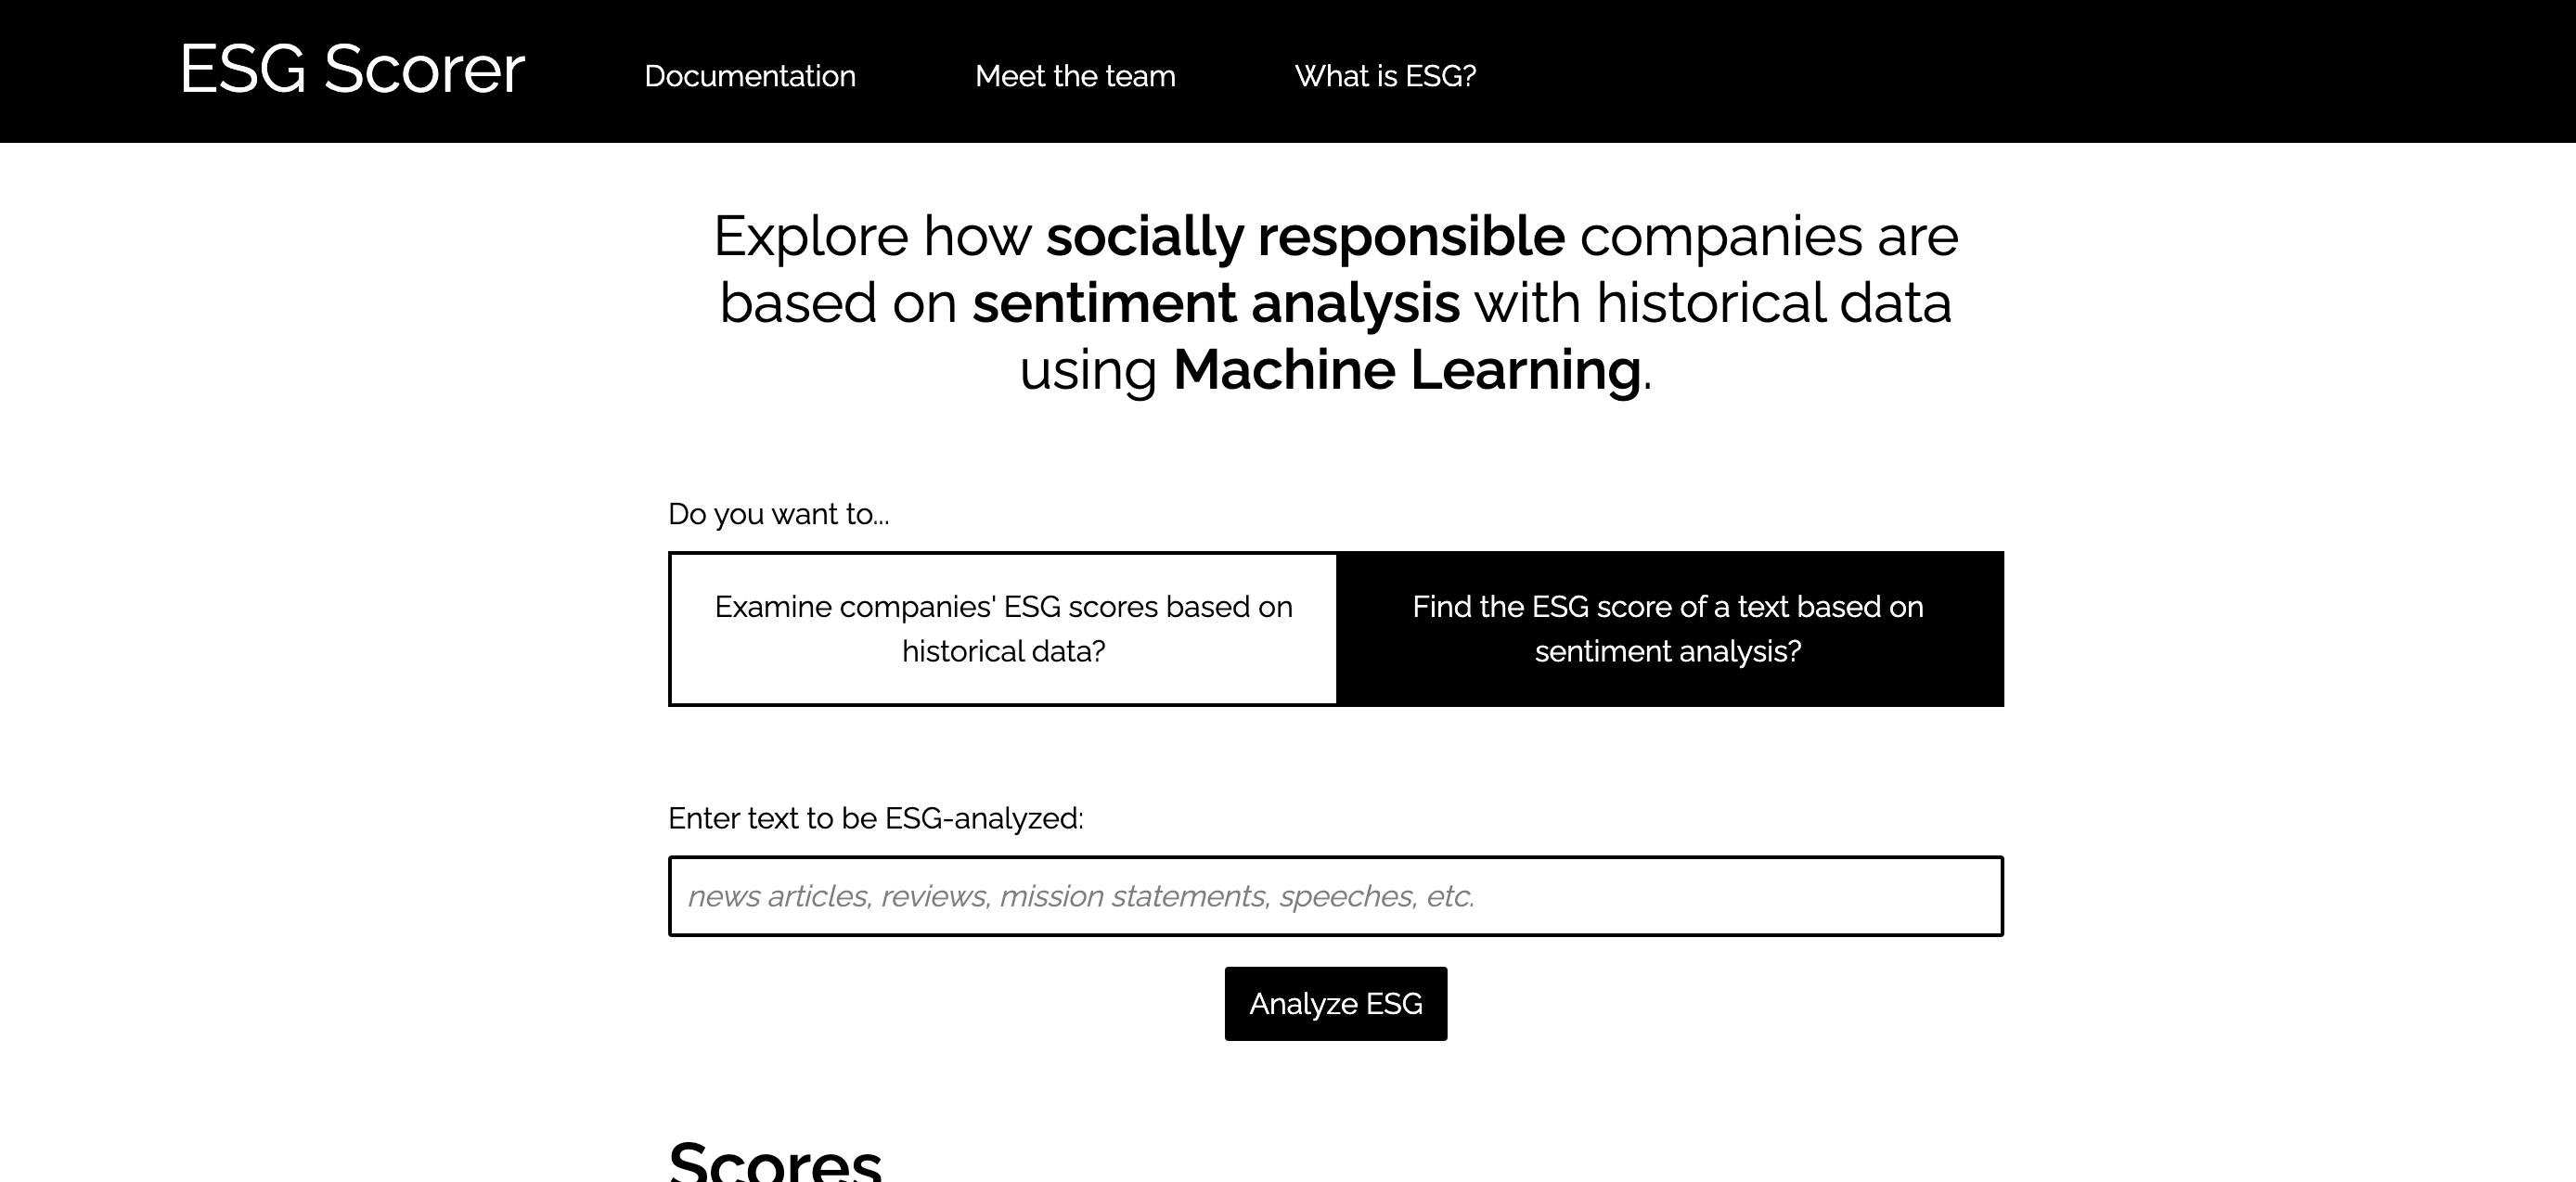 ESG Scorer
Documentation
Meet the team
What is ESG?
Explore how socially responsible companies are
based on sentiment analysis with historical data
using Machine Learning.
Do you want to...
Examine companies' ESG scores based on
historical data?
Find the ESG score of a text based on
sentiment analysis?
Enter text to be ESG-analyzed:
news articles, reviews, mission statements, speeches, etc.
Analyze ESG
Scores